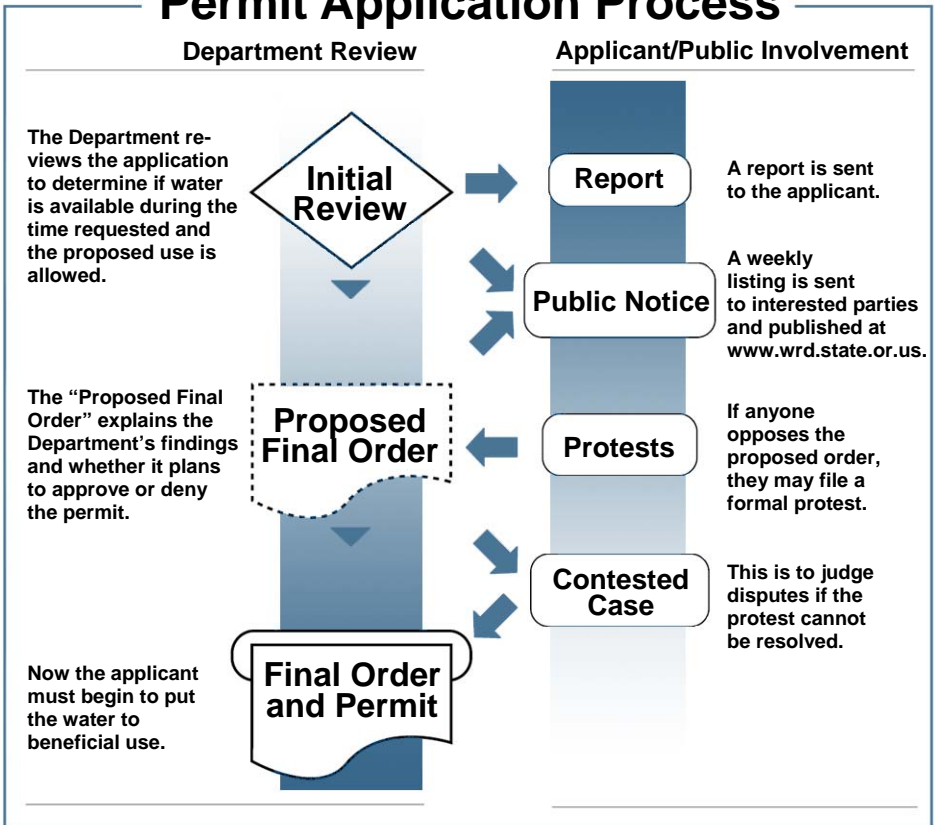 Permit Application Process
Department Review
Applicant/Public Involvement
The Department re-
views the application
to determine if water
is available during the
time requested and
the proposed use is
allowed.
Initial
Review
Report
A report is sent
to the applicant.
Public Notice
A weekly
listing is sent
to interested parties
and published at
www.wrd.state.or.us.
The “Proposed Final
Order” explains the
Department’s findings
and whether it plans
to approve or deny
the permit.
Proposed
Final Order
Protests
If anyone
opposes the
proposed order,
they may file a
formal protest.
Contested
Case
This is to judge
disputes if the
protest cannot
be resolved.
Now the applicant
must begin to put
the water to
beneficial use.
Final Order
and Permit